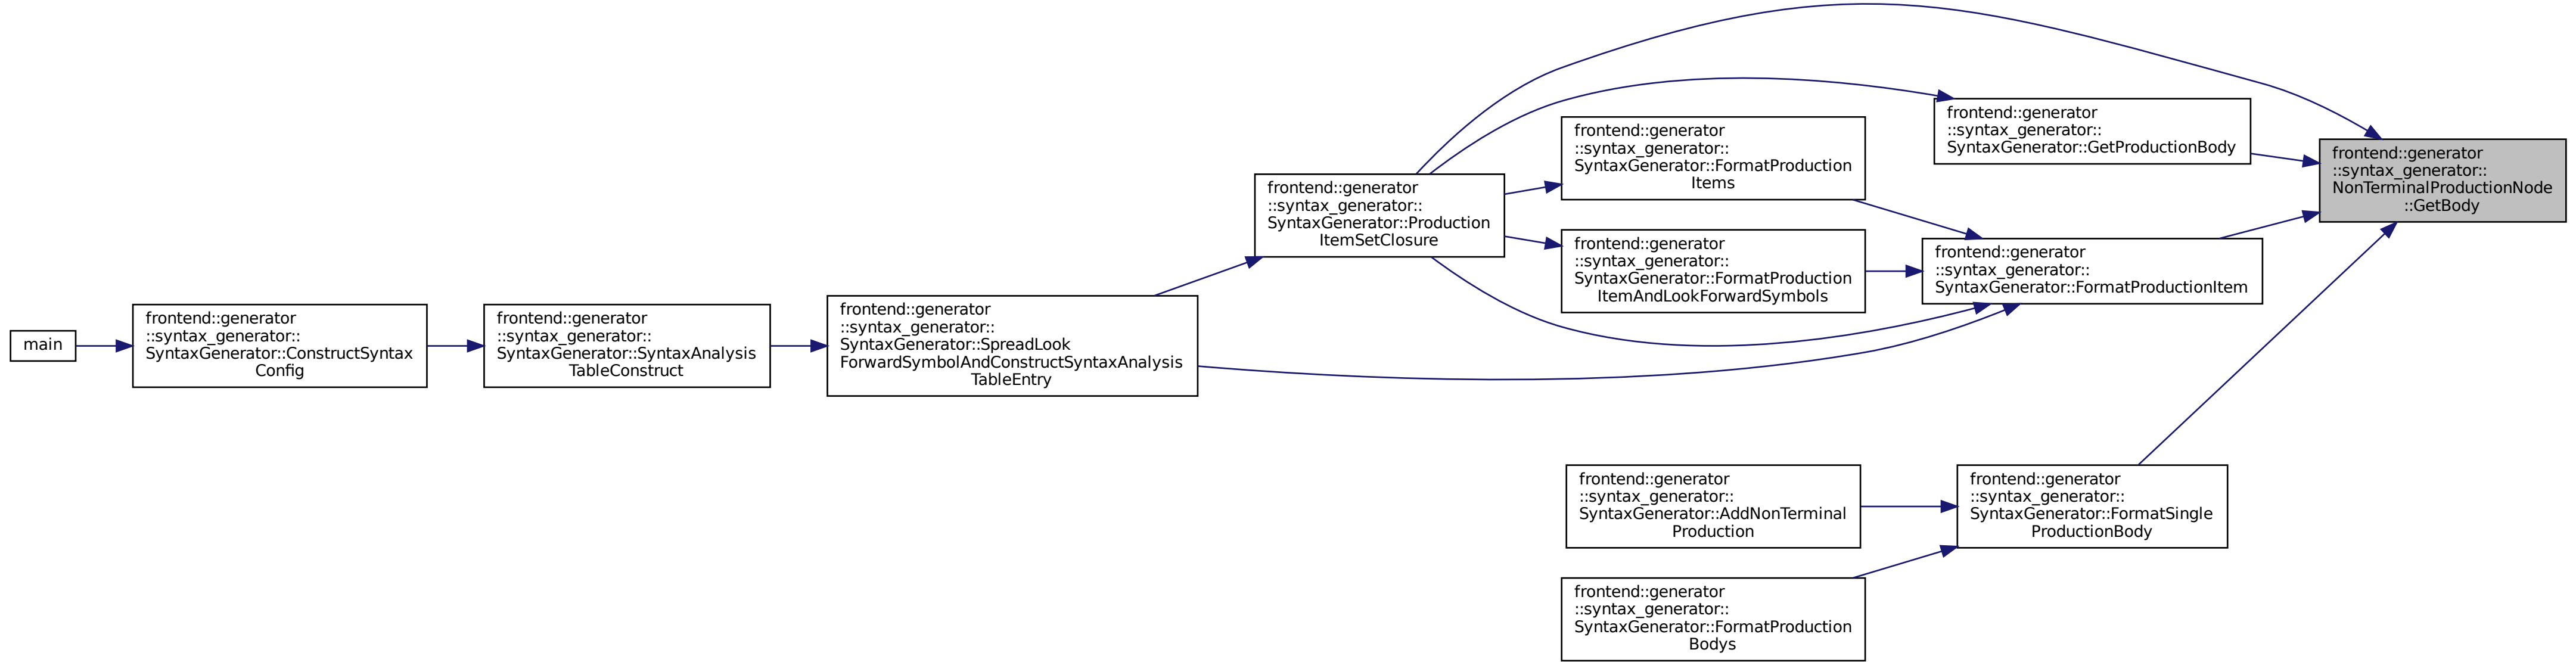 main
frontend::generator
::syntax_generator::
SyntaxGenerator::ConstructSyntax
Config
frontend::generator
::syntax_generator::
SyntaxGenerator::SyntaxAnalysis
TableConstruct
frontend::generator
::syntax_generator::
SyntaxGenerator::SpreadLook
ForwardSymbolAndConstructSyntaxAnalysis
TableEntry
frontend::generator
::syntax_generator::
SyntaxGenerator::Production
ItemSetClosure
frontend::generator
::syntax_generator::
SyntaxGenerator::FormatProduction
Items
frontend::generator
::syntax_generator::
SyntaxGenerator::FormatProduction
ItemAndLookForwardSymbols
frontend::generator
::syntax_generator::
SyntaxGenerator::AddNonTerminal
Production
frontend::generator
::syntax_generator::
SyntaxGenerator::FormatProduction
Bodys
frontend::generator
::syntax_generator::
SyntaxGenerator::GetProductionBody
frontend::generator
::syntax_generator::
SyntaxGenerator::FormatProductionItem
frontend::generator
::syntax_generator::
SyntaxGenerator::FormatSingle
ProductionBody
frontend::generator
::syntax_generator::
NonTerminalProductionNode
::GetBody